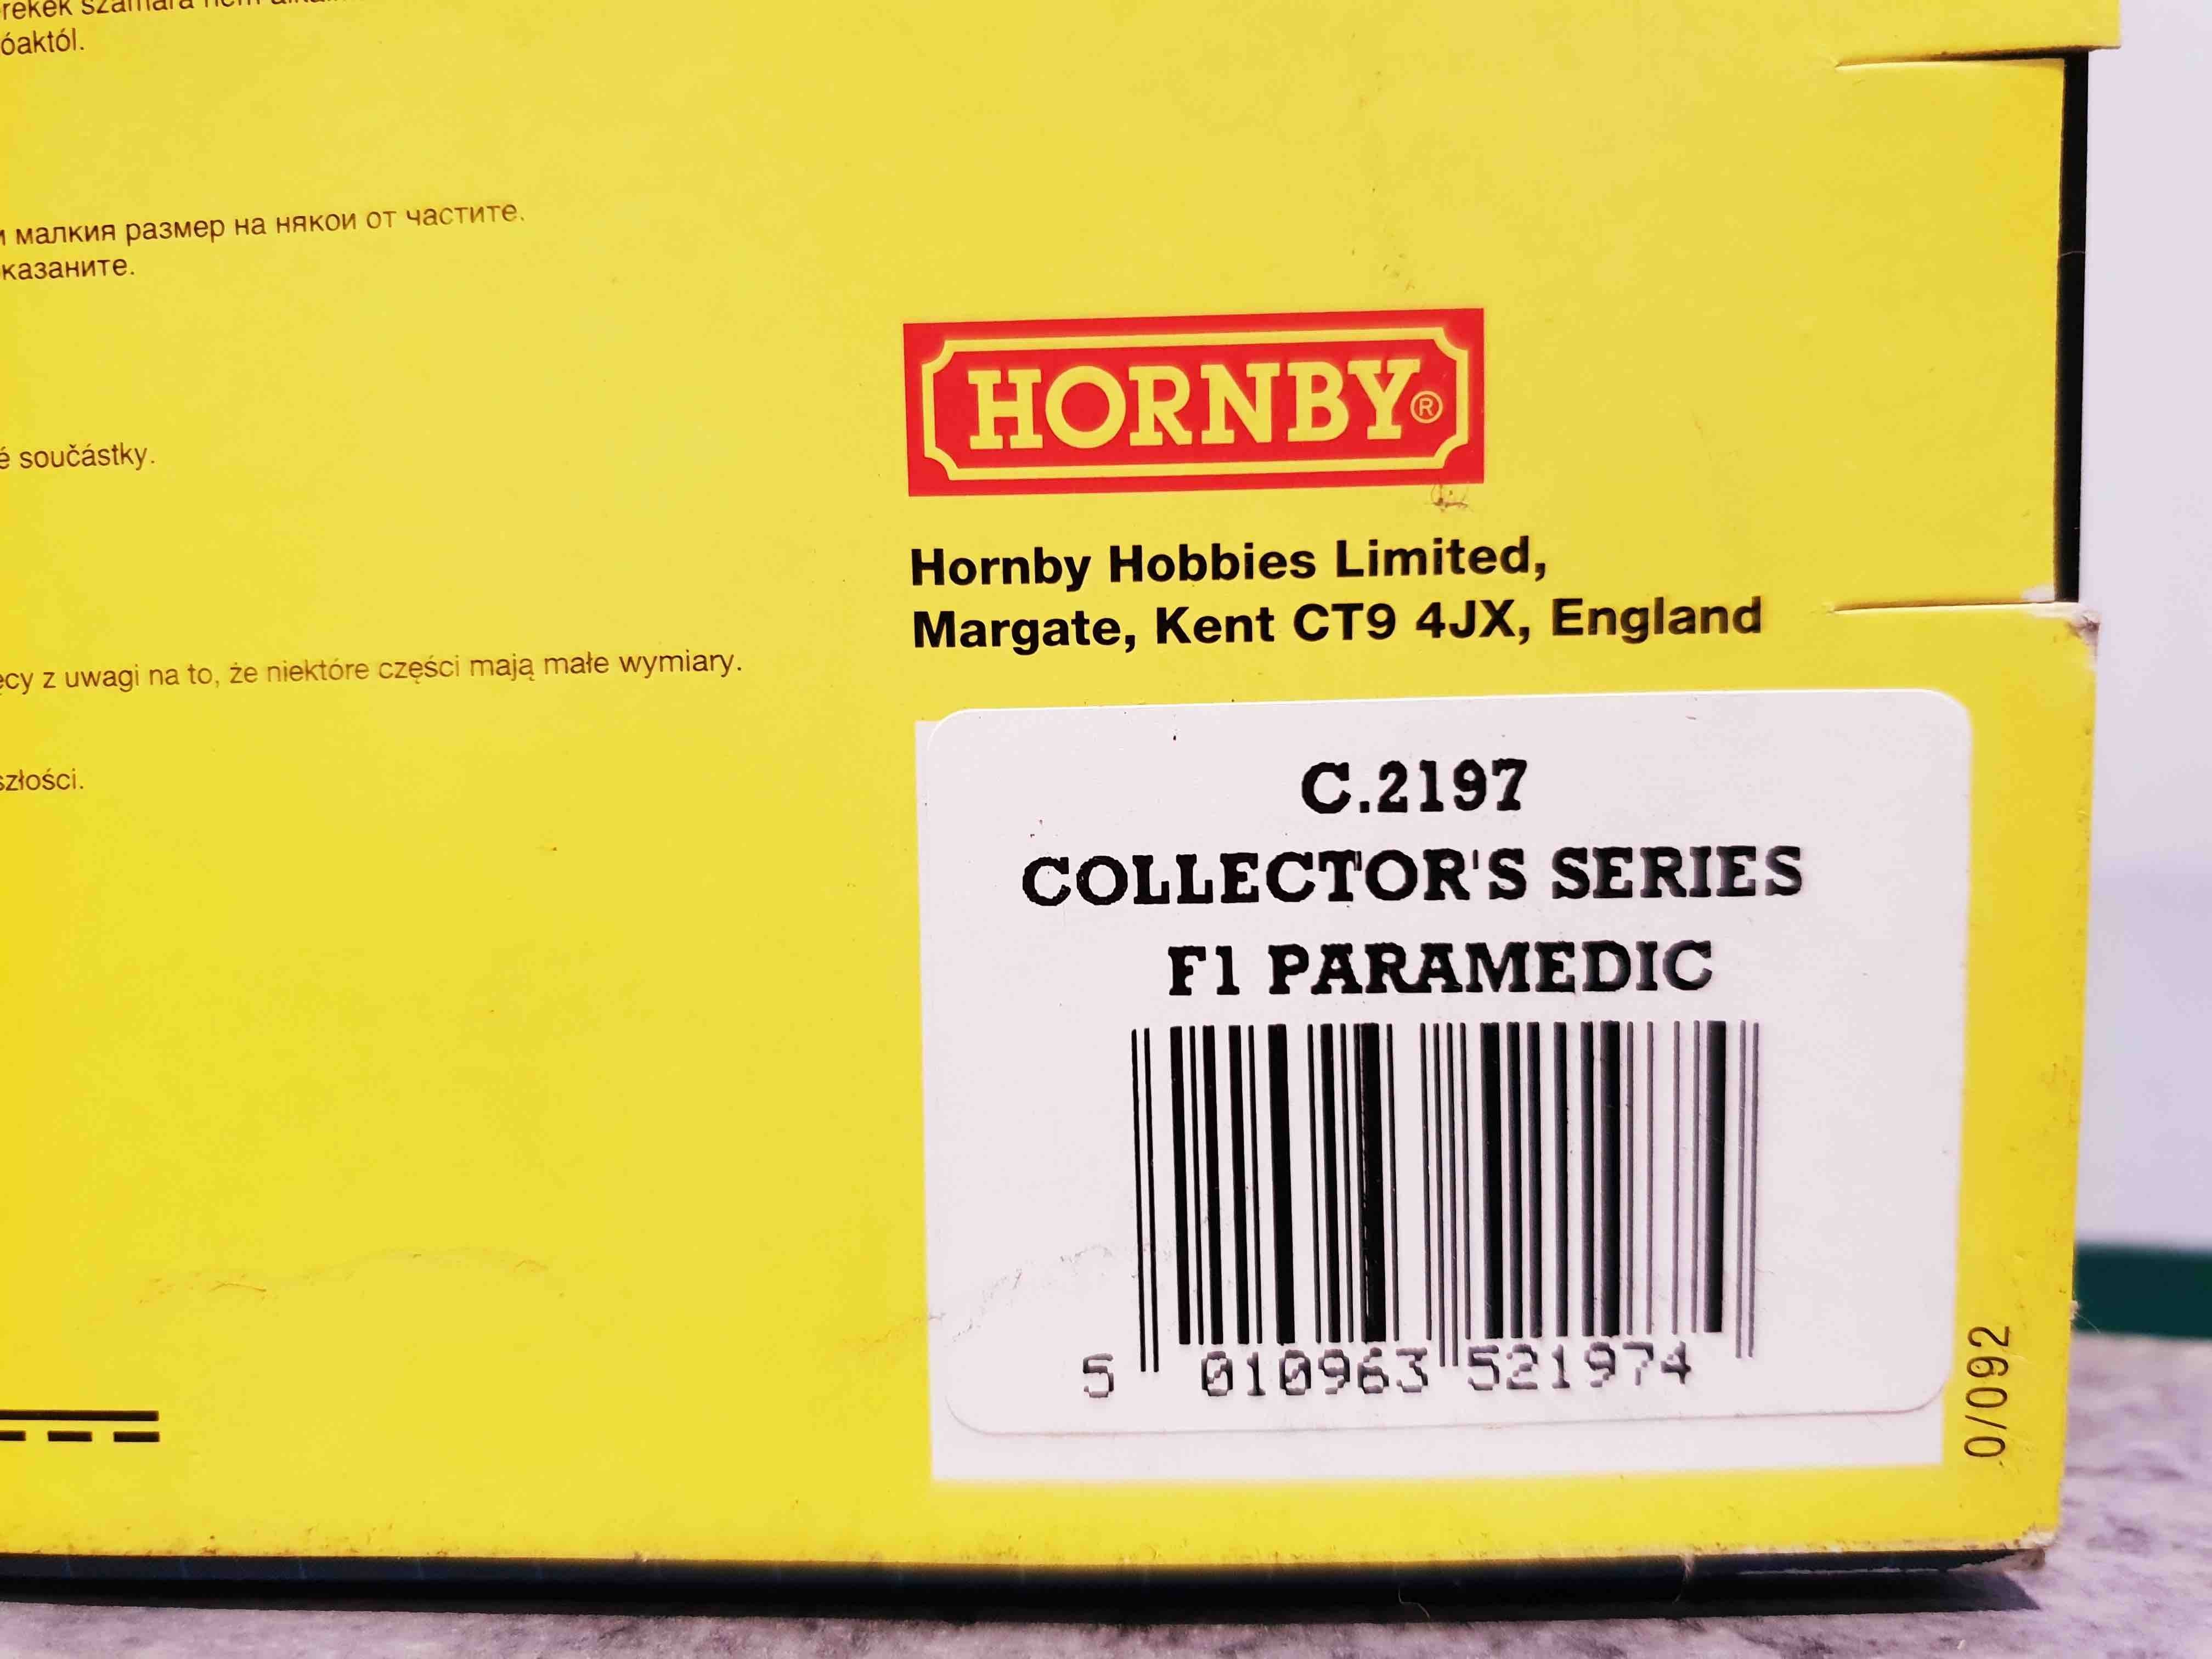 óaktól.
малкия размер на някои от частите.
казаните.
é součástky.
z uwagi na to, że niektóre części mają małe wymiary.
szłości.
HORNBY®
Hornby Hobbies Limited,
Margate, Kent CT9 4JX, England
C.2197
COLLECTOR'S SERIES
F1 PARAMEDIC
5 010963 521974
0/092